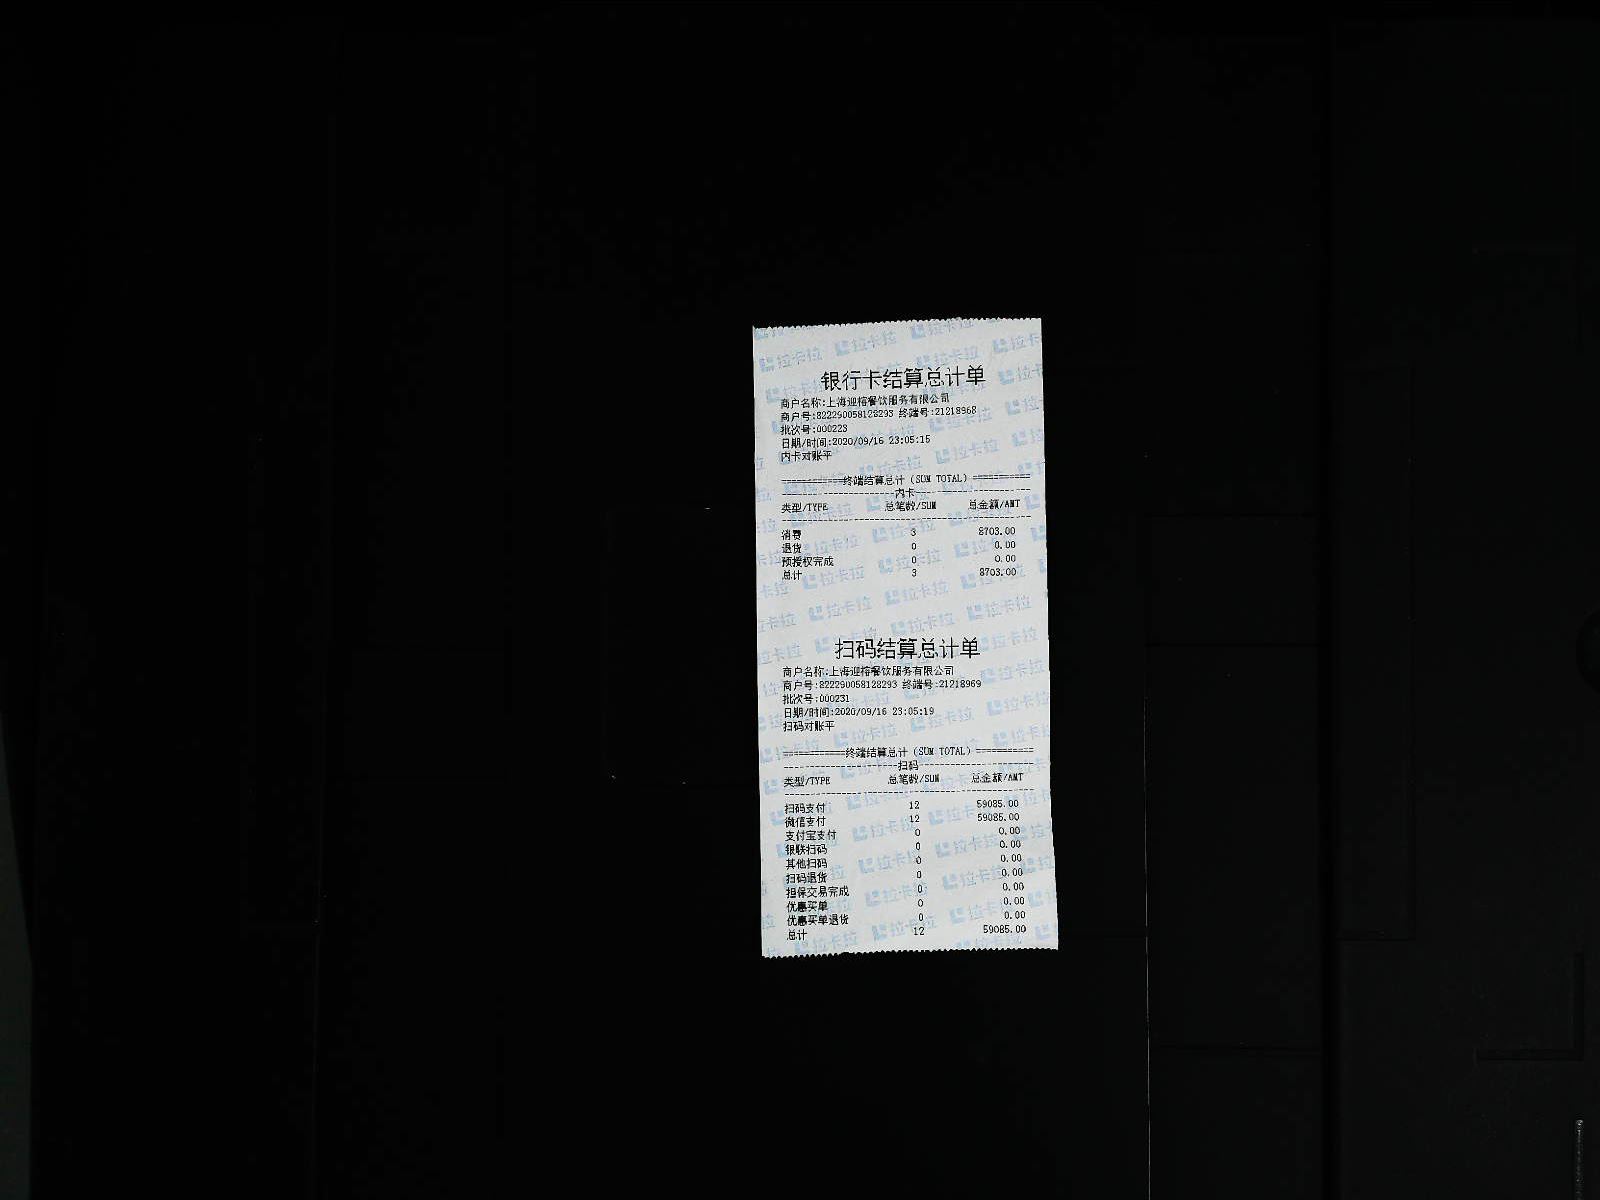 银行卡结算总计单
商户名称:上海迎榕餐饮服务有限公司
商户号:822290058128293 终端号:21218968
批次号:000223
日期/时间:2020/09/16 23:05:15
内卡对账平
============终端结算总计(SUM TOTAL)===========
----------------------内卡----------------------
类型/TYPE 总笔数/SUM 总金额/AMT
------------------------------------------------
消费 3 8703.00
退货 0 0.00
预授权完成 0 0.00
总计 3 8703.00
扫码结算总计单
商户名称:上海迎榕餐饮服务有限公司
商户号:822290058128293 终端号:21218969
批次号:000231
日期/时间:2020/09/16 23:05:19
扫码对账平
============终端结算总计(SUM TOTAL)===========
----------------------扫码----------------------
类型/TYPE 总笔数/SUM 总金额/AMT
------------------------------------------------
扫码支付 12 59085.00
微信支付 12 59085.00
支付宝支付 0 0.00
银联扫码 0 0.00
其他扫码 0 0.00
扫码退货 0 0.00
担保交易完成 0 0.00
优惠买单 0 0.00
优惠买单退货 0 0.00
总计 12 59085.00